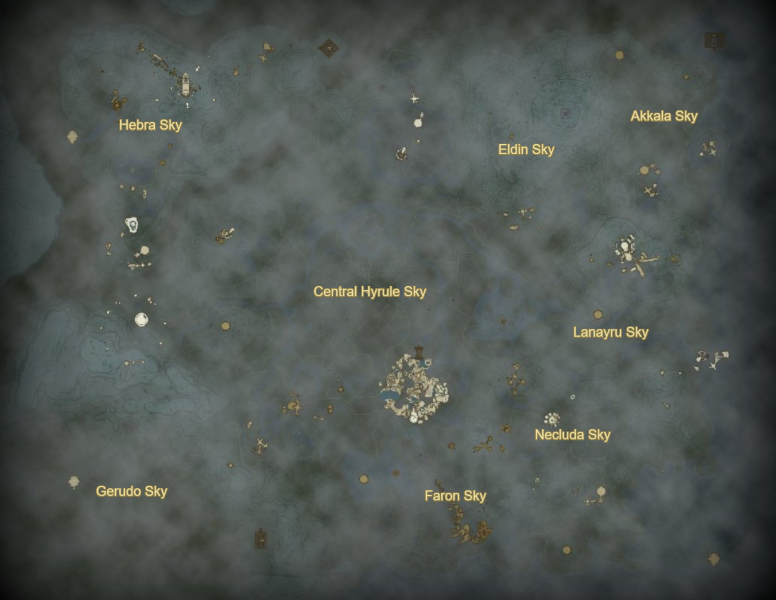 Akkala Sky
Hebra Sky
Eldin Sky
Central Hyrule Sky
Lanayru Sky
Necluda Sky
Gerudo Sky
Faron Sky